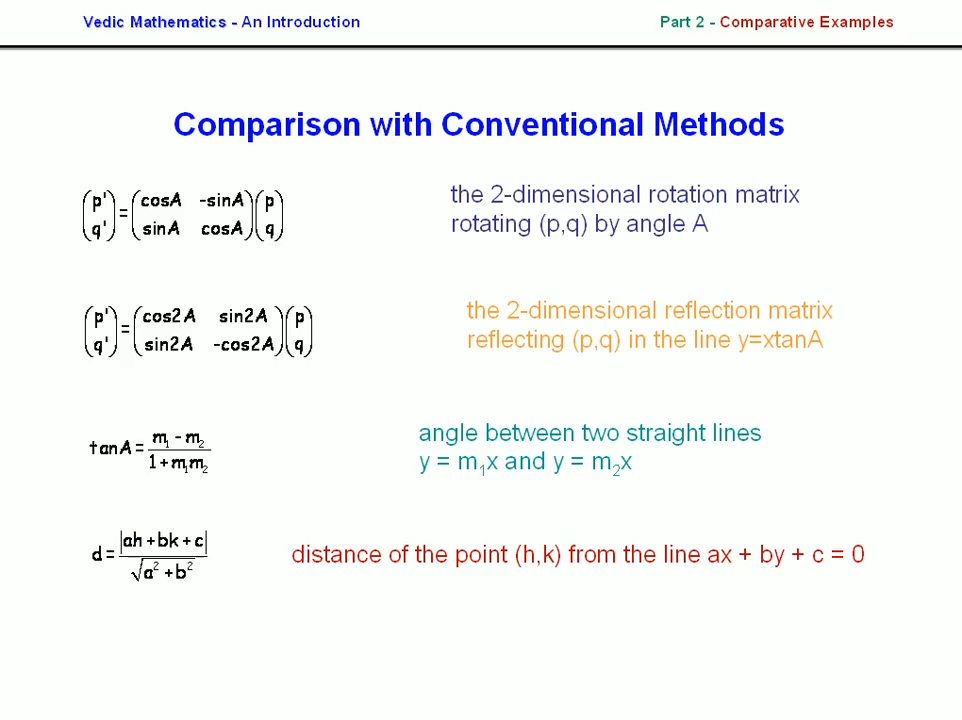 Vedic Mathematics - An Introduction
Part 2 - Comparative Examples
Comparison with Conventional Methods
(p') = (cosA -sinA)(p)
(q') (sinA cosA)(q)
the 2-dimensional rotation matrix
rotating (p,q) by angle A
(p') = (cos2A sin2A)(p)
(q') (sin2A -cos2A)(q)
the 2-dimensional reflection matrix
reflecting (p,q) in the line y=xtanA
tanA = (m₁ - m₂)/(1 + m₁m₂)
angle between two straight lines
y = m₁x and y = m₂x
d = |ah + bk + c|/√(a² + b²)
distance of the point (h,k) from the line ax + by + c = 0